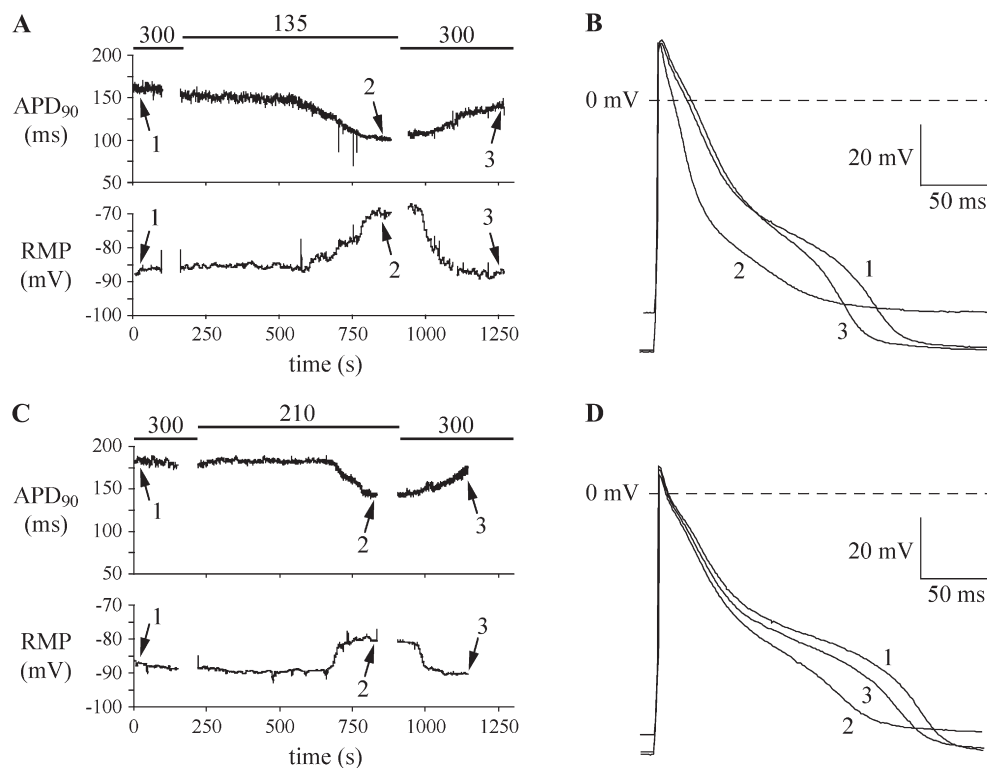 A
300 135 300
200
150
100
50
APD90
(ms)
1
2
3
-70
-80
-90
-100
RMP
(mV)
1
2
3
0 250 500 750 1000 1250
time (s)
B
0 mV
20 mV
50 ms
1
2
3
C
300 210 300
200
150
100
50
APD90
(ms)
1
2
3
-70
-80
-90
-100
RMP
(mV)
1
2
3
0 250 500 750 1000 1250
time (s)
D
0 mV
20 mV
50 ms
1
3
2